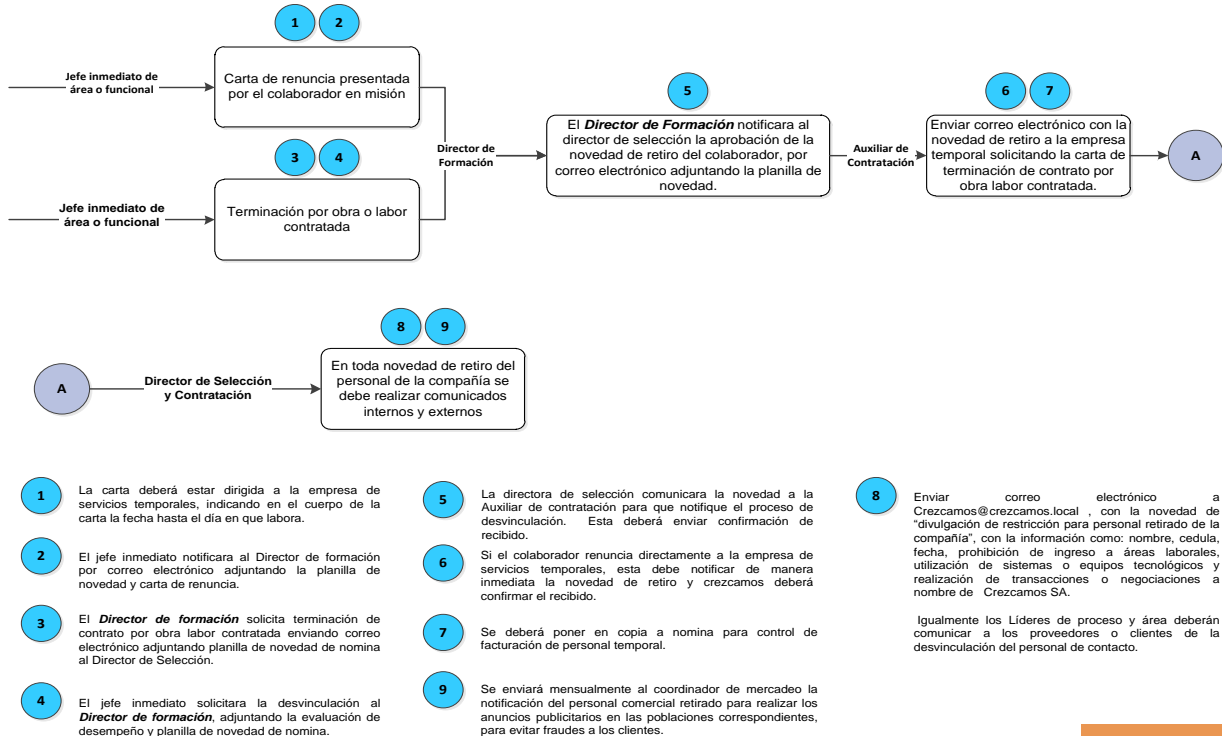 1
2
Jefe inmediato de
área o funcional
Carta de renuncia presentada
por el colaborador en misión
3
4
Jefe inmediato de
área o funcional
Terminación por obra o labor
contratada
Director de
Formación
5
El Director de Formación notificara al
director de selección la aprobación de la
novedad de retiro del colaborador, por
correo electrónico adjuntando la planilla de
novedad.
Auxiliar de
Contratación
6
7
Enviar correo electrónico con la
novedad de retiro a la empresa
temporal solicitando la carta de
terminación de contrato por
obra labor contratada.
A
A
Director de Selección
y Contratación
8
9
En toda novedad de retiro del
personal de la compañía se
debe realizar comunicados
internos y externos
1
La carta deberá estar dirigida a la empresa de
servicios temporales, indicando en el cuerpo de la
carta la fecha hasta el día en que labora.
2
El jefe inmediato notificara al Director de formación
por correo electrónico adjuntando la planilla de
novedad y carta de renuncia.
3
El Director de formación solicita terminación de
contrato por obra labor contratada enviando correo
electrónico adjuntando planilla de novedad de nomina
al Director de Selección.
4
El jefe inmediato solicitara la desvinculación al
Director de formación, adjuntando la evaluación de
desempeño y planilla de novedad de nomina.
5
La directora de selección comunicara la novedad a la
Auxiliar de contratación para que notifique el proceso de
desvinculación. Esta deberá enviar confirmación de
recibido.
6
Si el colaborador renuncia directamente a la empresa de
servicios temporales, esta debe notificar de manera
inmediata la novedad de retiro y crezcamos deberá
confirmar el recibido.
7
Se deberá poner en copia a nomina para control de
facturación de personal temporal.
9
Se enviará mensualmente al coordinador de mercadeo la
notificación del personal comercial retirado para realizar los
anuncios publicitarios en las poblaciones correspondientes,
para evitar fraudes a los clientes.
8
Enviar correo electrónico a
Crezcamos@crezcamos.local , con la novedad de
“divulgación de restricción para personal retirado de la
compañía”, con la información como: nombre, cedula,
fecha, prohibición de ingreso a áreas laborales,
utilización de sistemas o equipos tecnológicos y
realización de transacciones o negociaciones a
nombre de Crezcamos SA.
Igualmente los Líderes de proceso y área deberán
comunicar a los proveedores o clientes de la
desvinculación del personal de contacto.